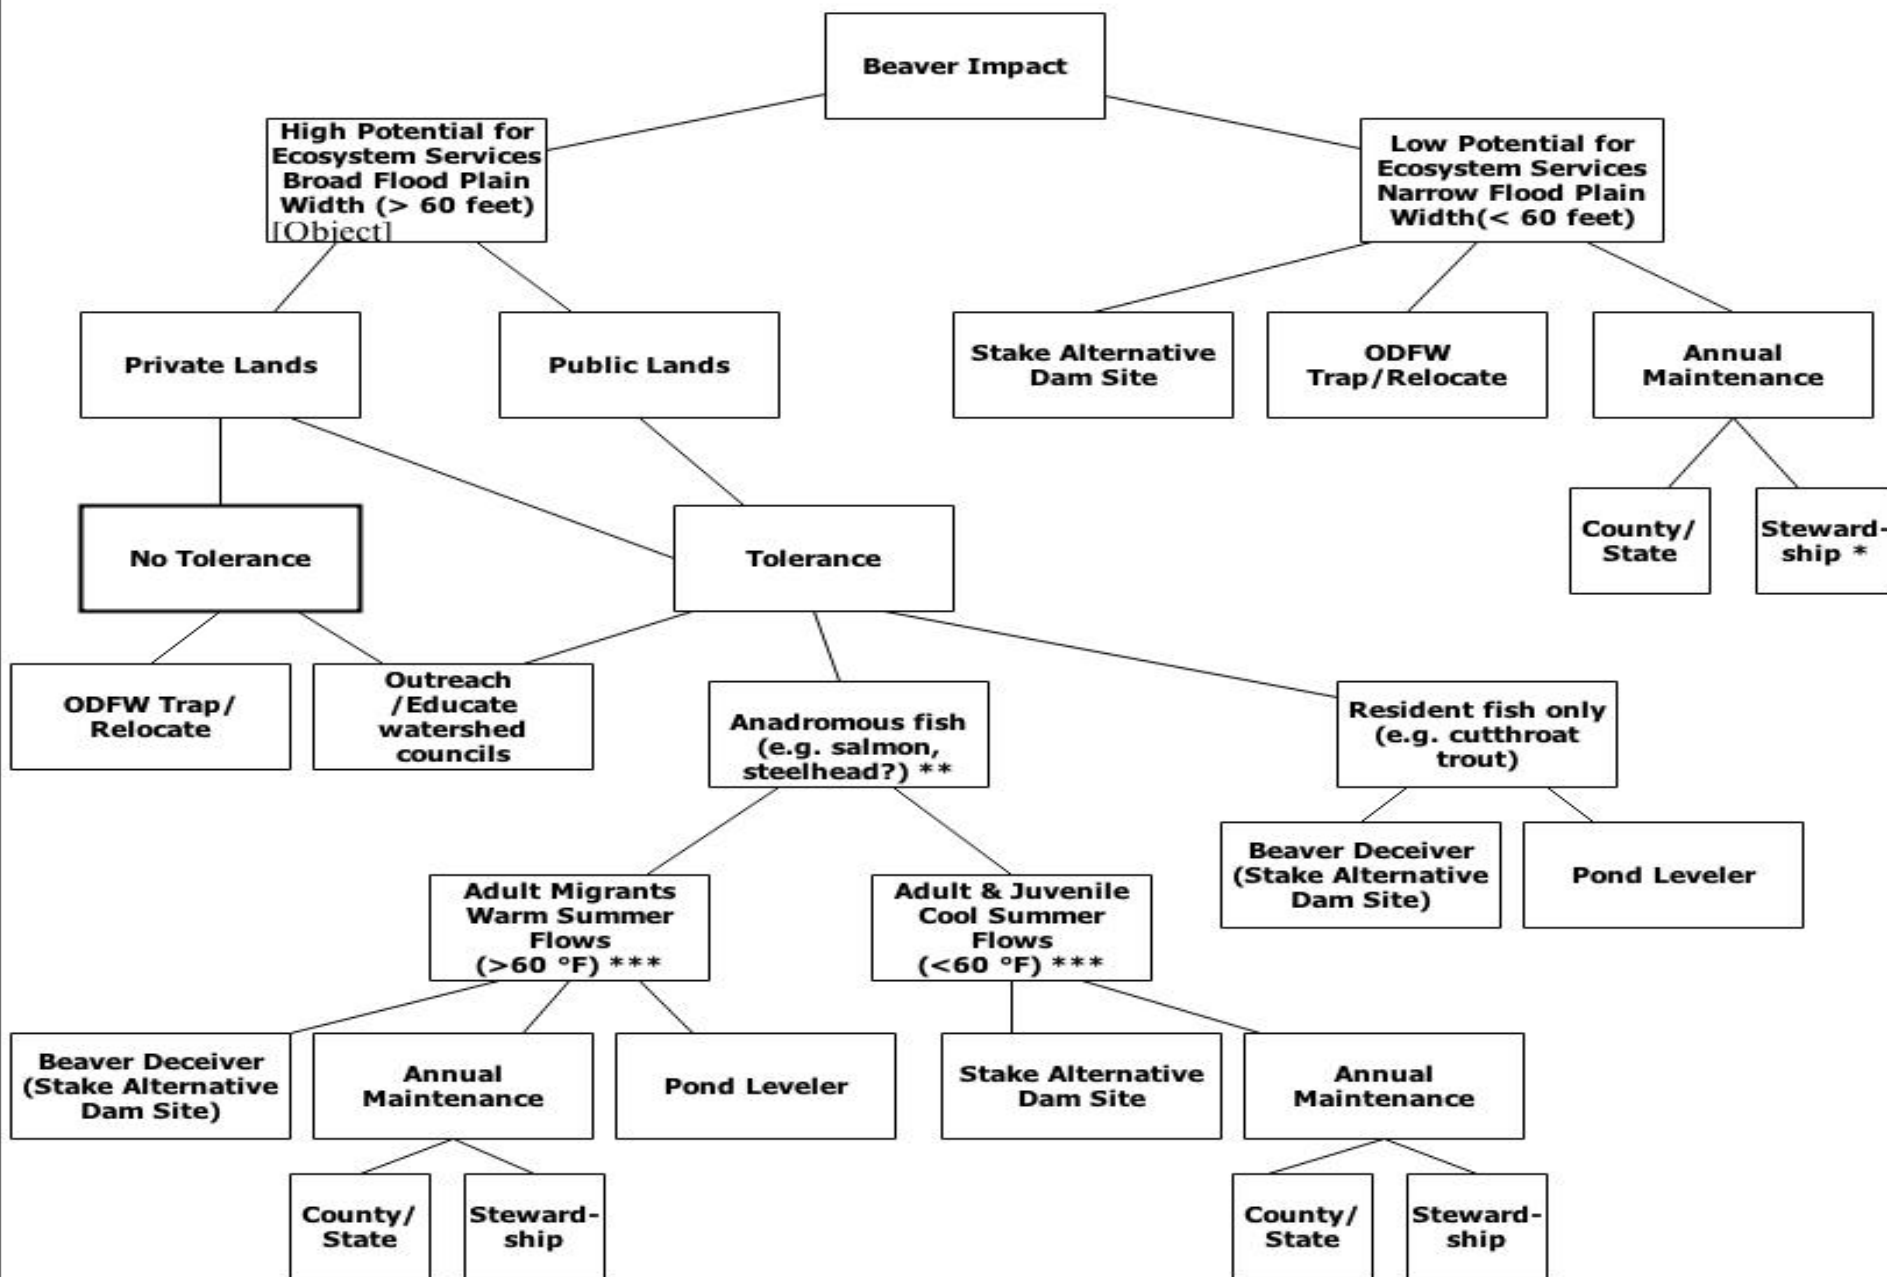 Beaver Impact
High Potential for
Ecosystem Services
Broad Flood Plain
Width (> 60 feet)
[Object]
Low Potential for
Ecosystem Services
Narrow Flood Plain
Width(< 60 feet)
Private Lands
Public Lands
Stake Alternative
Dam Site
ODFW
Trap/Relocate
Annual
Maintenance
No Tolerance
Tolerance
County/
State
Steward-
ship *
ODFW Trap/
Relocate
Outreach
/Educate
watershed
councils
Anadromous fish
(e.g. salmon,
steelhead?) **
Resident fish only
(e.g. cutthroat
trout)
Beaver Deceiver
(Stake Alternative
Dam Site)
Pond Leveler
Adult Migrants
Warm Summer
Flows
(>60 °F) ***
Adult & Juvenile
Cool Summer
Flows
(<60 °F) ***
Beaver Deceiver
(Stake Alternative
Dam Site)
Annual
Maintenance
Pond Leveler
Stake Alternative
Dam Site
Annual
Maintenance
County/
State
Steward-
ship
County/
State
Steward-
ship